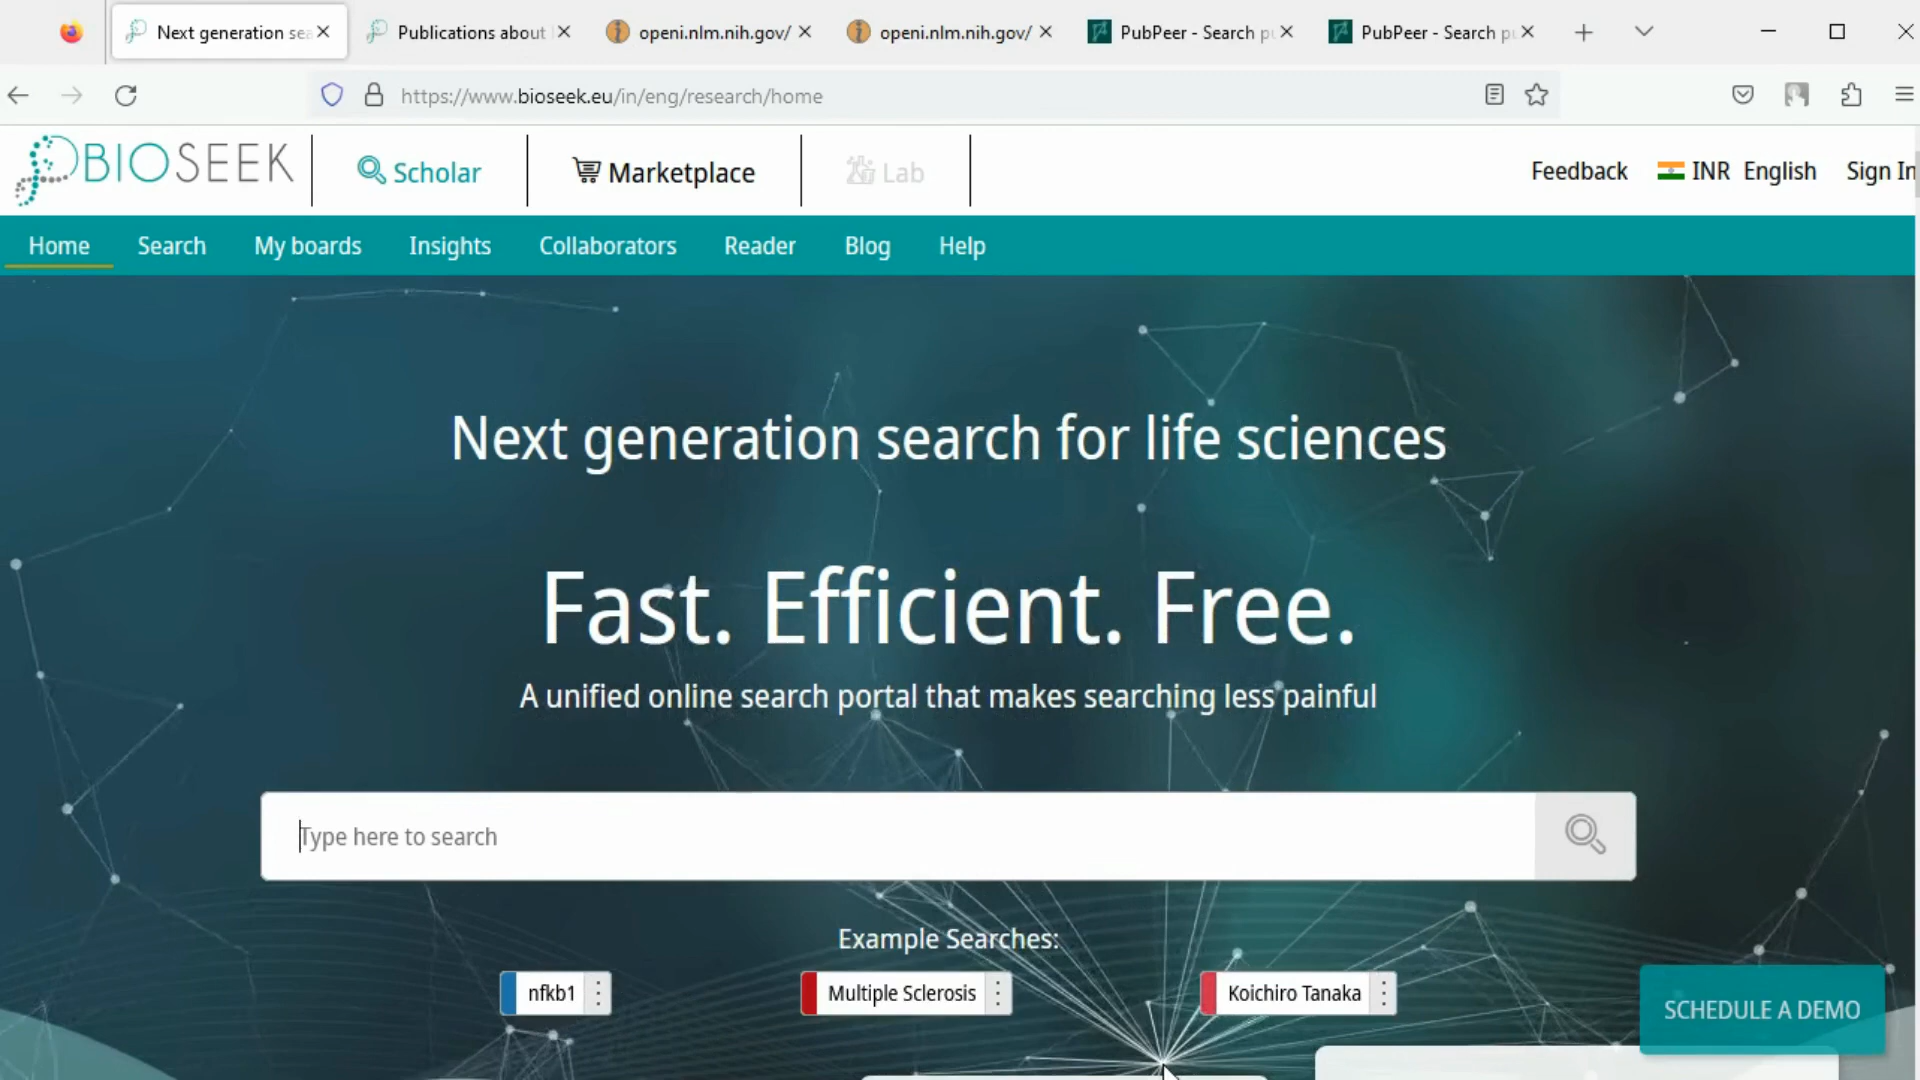 Next generation sea
Publications about
openi.nlm.nih.gov/
openi.nlm.nih.gov/
PubPeer - Search pu
PubPeer - Search pu
https://www.bioseek.eu/in/eng/research/home
BIOSEEK
Scholar
Marketplace
Lab
Feedback
INR
English
Sign In
Home
Search
My boards
Insights
Collaborators
Reader
Blog
Help
Next generation search for life sciences
Fast. Efficient. Free.
A unified online search portal that makes searching less painful
Type here to search
Example Searches:
nfkb1
Multiple Sclerosis
Koichiro Tanaka
SCHEDULE A DEMO